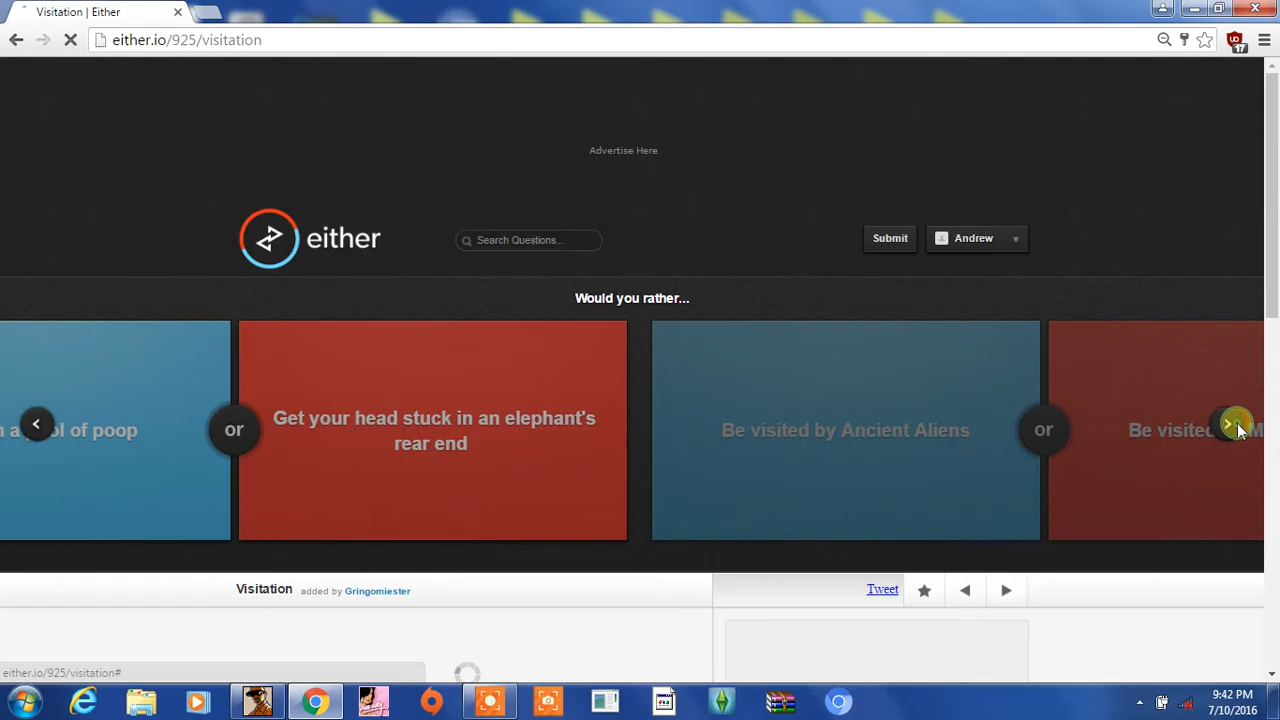 Visitation | Either
either.io/925/visitation
17
Advertise Here
either
Search Questions...
Submit
Andrew
Would you rather...
of poop
or
Get your head stuck in an elephant's
rear end
Be visited by Ancient Aliens
or
Be visited
Visitation added by Gringomiester
Tweet
either.io/925/visitation#
9:42 PM
7/10/2016